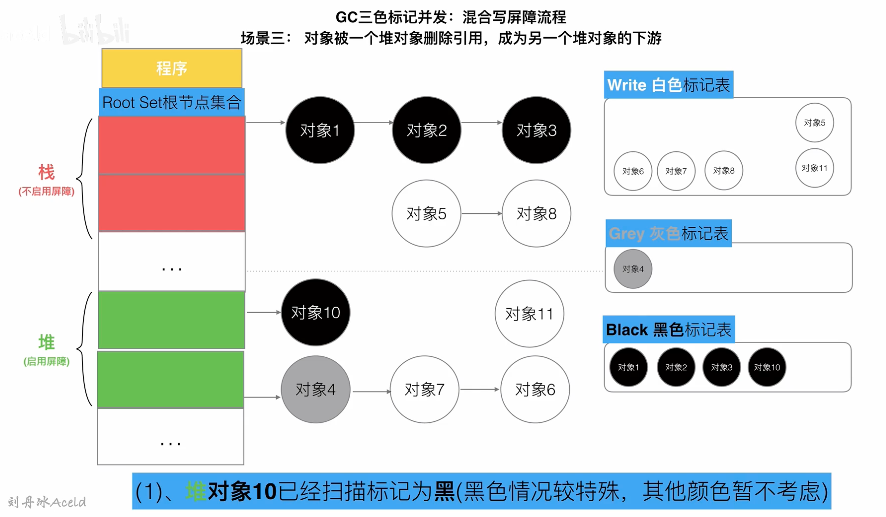 bilibili
GC三色标记并发：混合写屏障流程
场景三： 对象被一个堆对象删除引用，成为另一个堆对象的下游
程序
Root Set根节点集合
栈
(不启用屏障)
...
堆
(启用屏障)
...
对象1
对象2
对象3
对象5
对象8
对象10
对象11
对象4
对象7
对象6
Write 白色标记表
对象5
对象6
对象7
对象8
对象11
Grey 灰色标记表
对象4
Black 黑色标记表
对象1
对象2
对象3
对象10
(1)、堆对象10已经扫描标记为黑(黑色情况较特殊，其他颜色暂不考虑)
刘丹冰Aceld